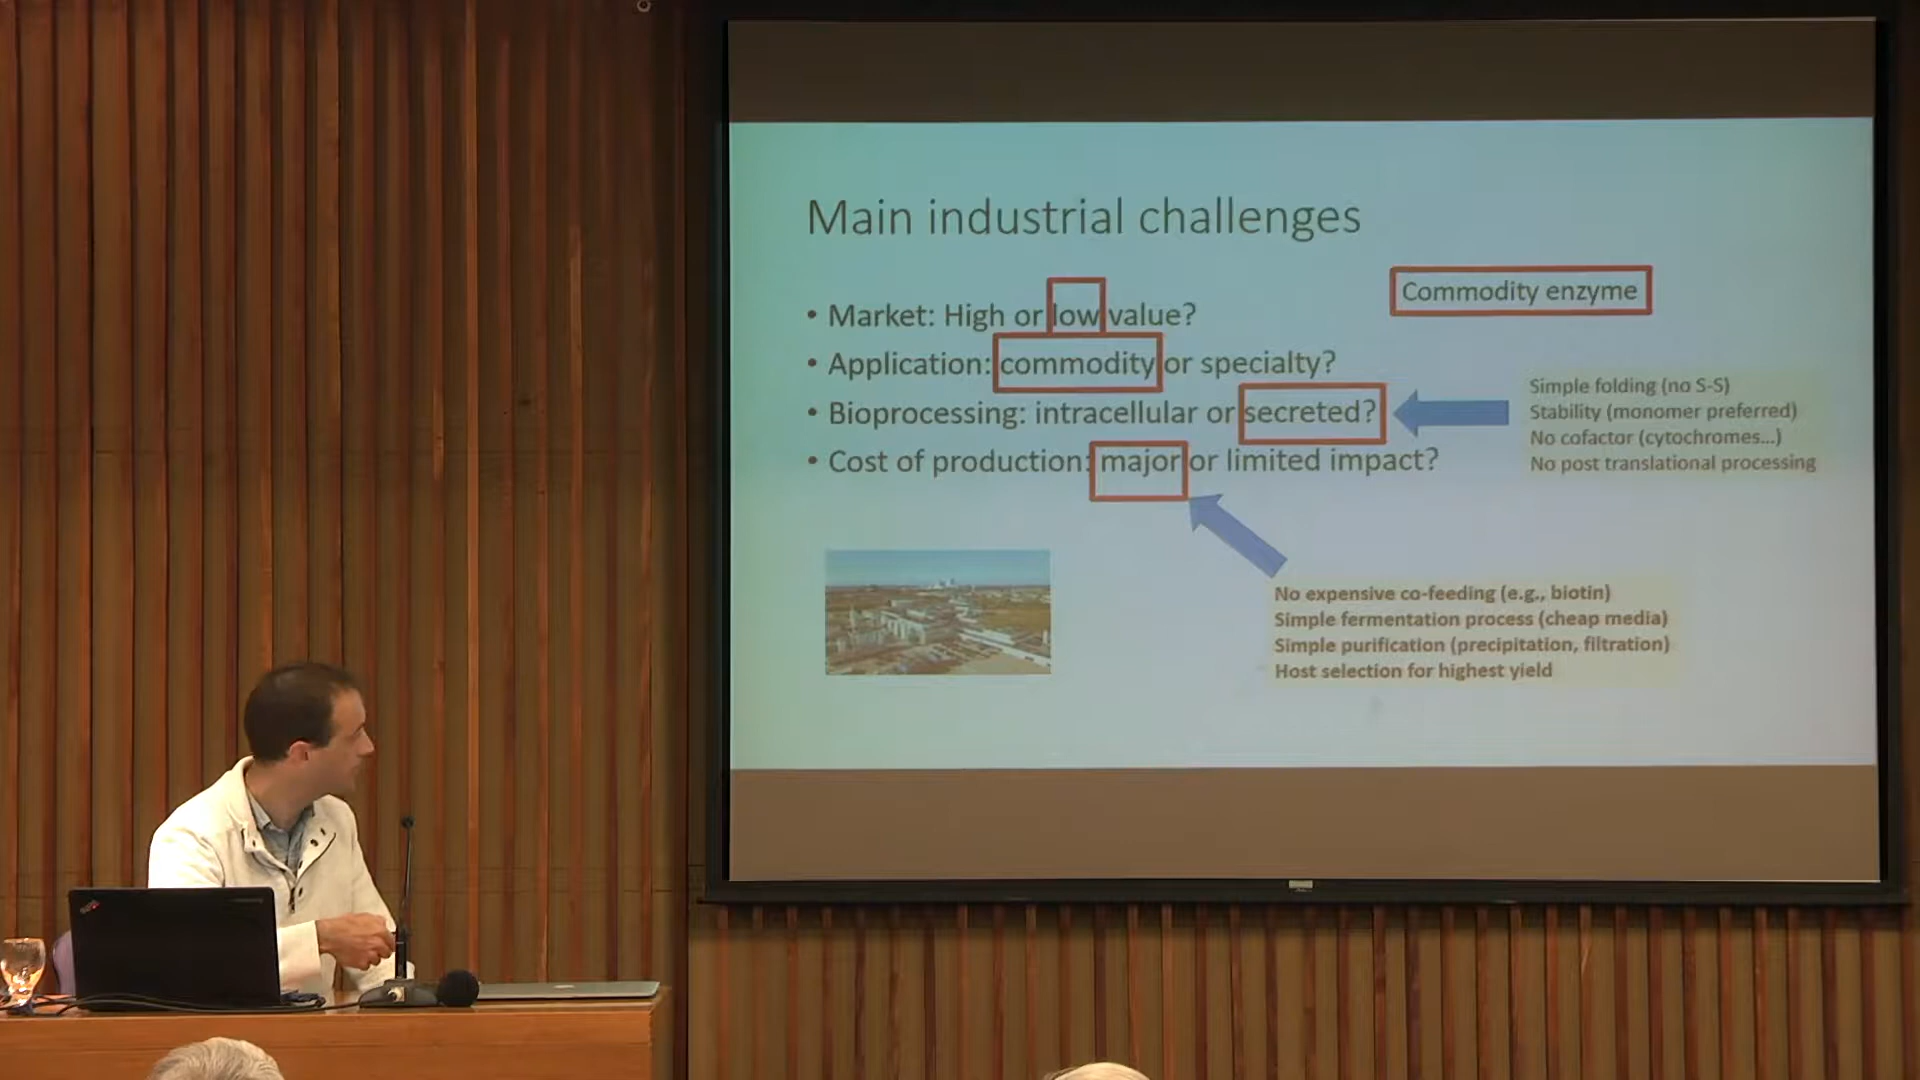 Main industrial challenges
Commodity enzyme
• Market: High or low value?
• Application: commodity or specialty?
• Bioprocessing: intracellular or secreted?
• Cost of production: major or limited impact?
Simple folding (no S-S)
Stability (monomer preferred)
No cofactor (cytochromes...)
No post translational processing
No expensive co-feeding (e.g., biotin)
Simple fermentation process (cheap media)
Simple purification (precipitation, filtration)
Host selection for highest yield